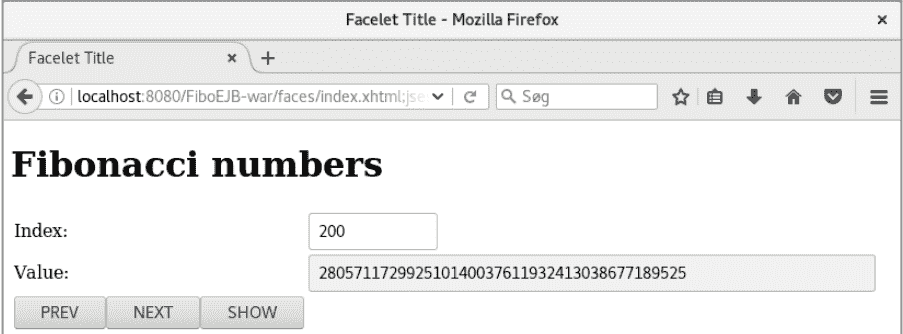 Facelet Title - Mozilla Firefox
Facelet Title
localhost:8080/FiboEJB-war/faces/index.xhtml;jse
Søg
Fibonacci numbers
Index: 200
Value: 280571172992510140037611932413038677189525
PREV NEXT SHOW